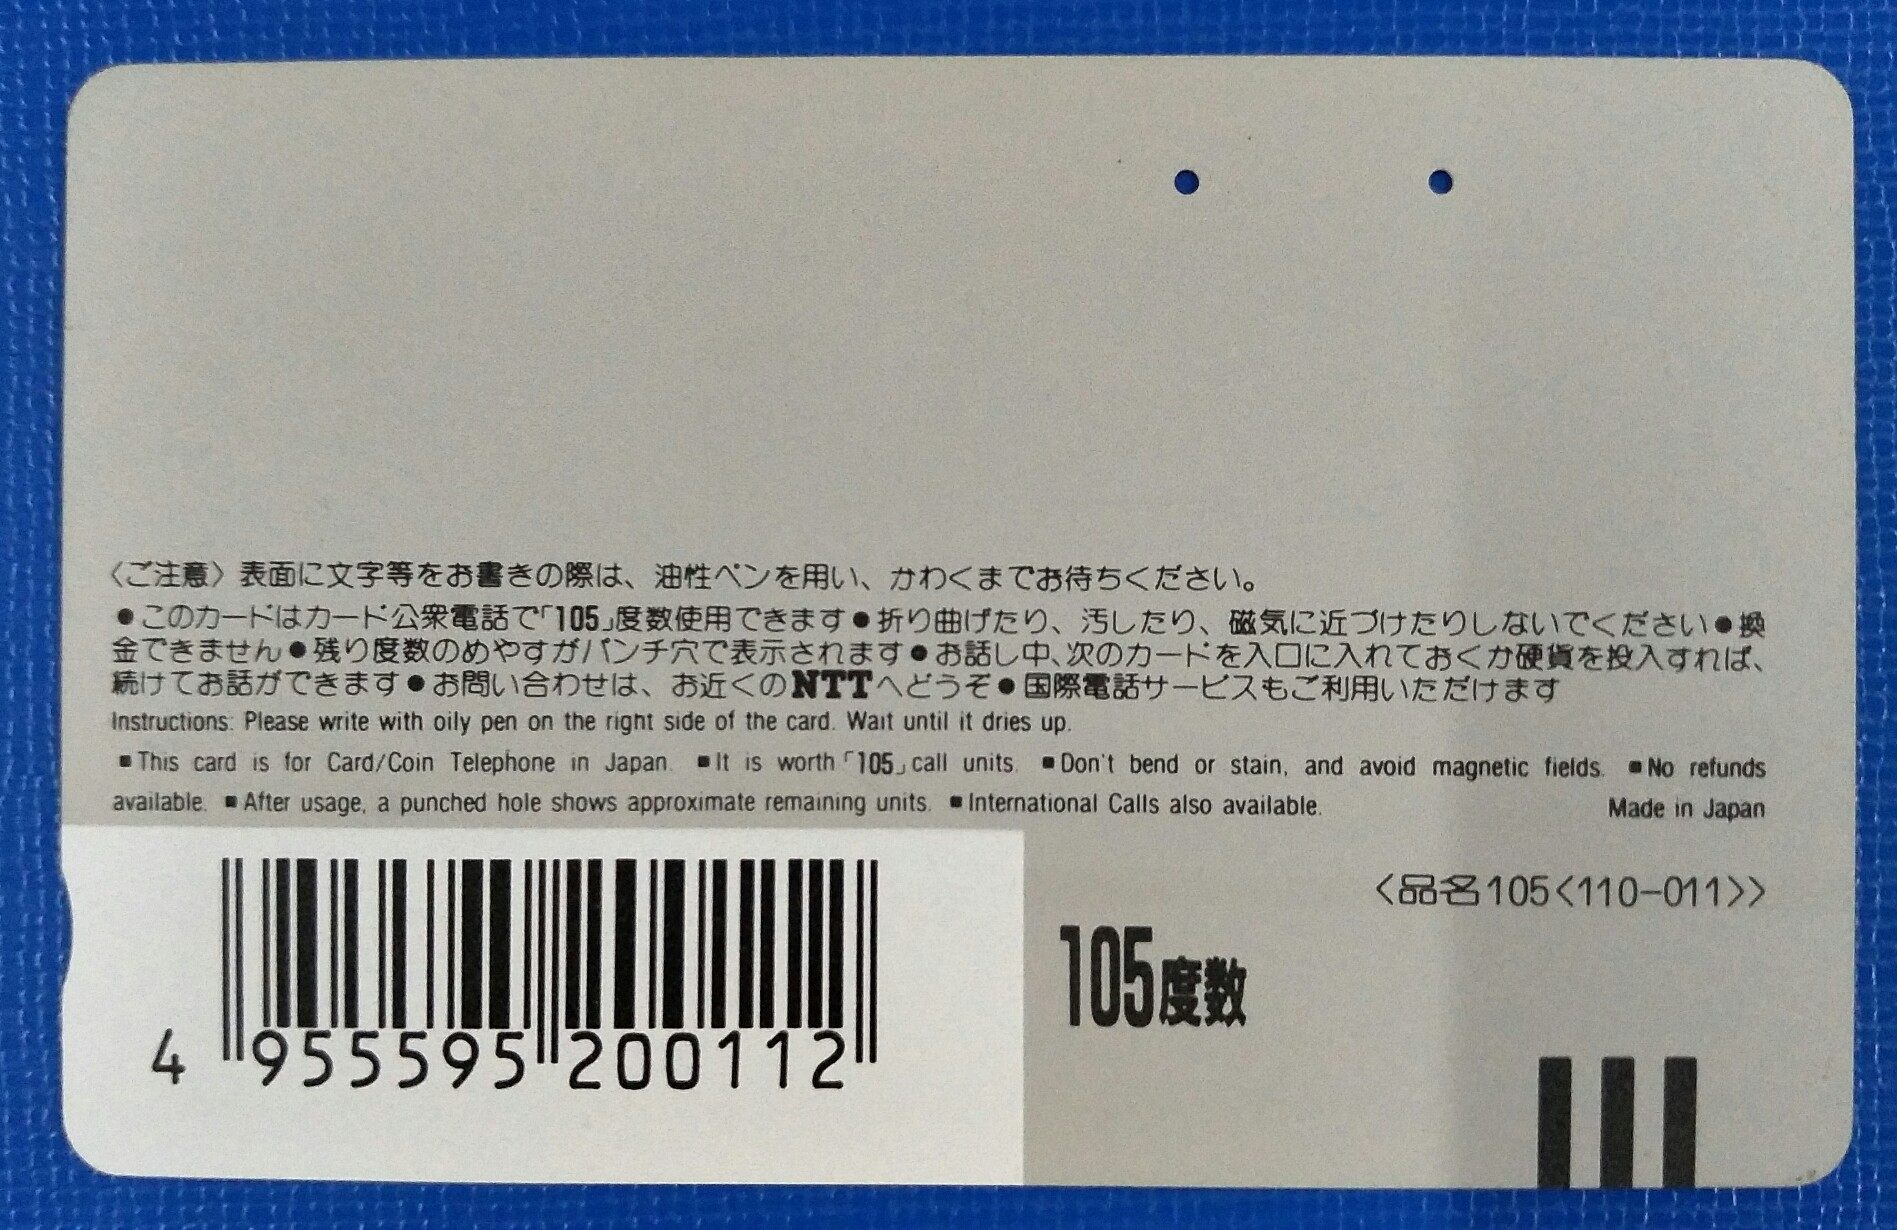 〈ご注意〉表面に文字等をお書きの際は、油性ペンを用い、かわくまでお待ちください。
●このカードはカード公衆電話で「105」度数使用できます●折り曲げたり、汚したり、磁気に近づけたりしないでください●換
金できません●残り度数のめやすがパンチ穴で表示されます●お話し中、次のカードを入口に入れておくか硬貨を投入すれば、
続けてお話ができます●お問い合わせは、お近くのNTTへどうぞ●国際電話サービスもご利用いただけます
Instructions: Please write with oily pen on the right side of the card. Wait until it dries up.
■This card is for Card/Coin Telephone in Japan. ■It is worth「105」call units. ■Don't bend or stain, and avoid magnetic fields. ■No refunds
available. ■After usage, a punched hole shows approximate remaining units. ■International Calls also available. Made in Japan
〈品名105〈110-011〉〉
105度数
4 955595 200112